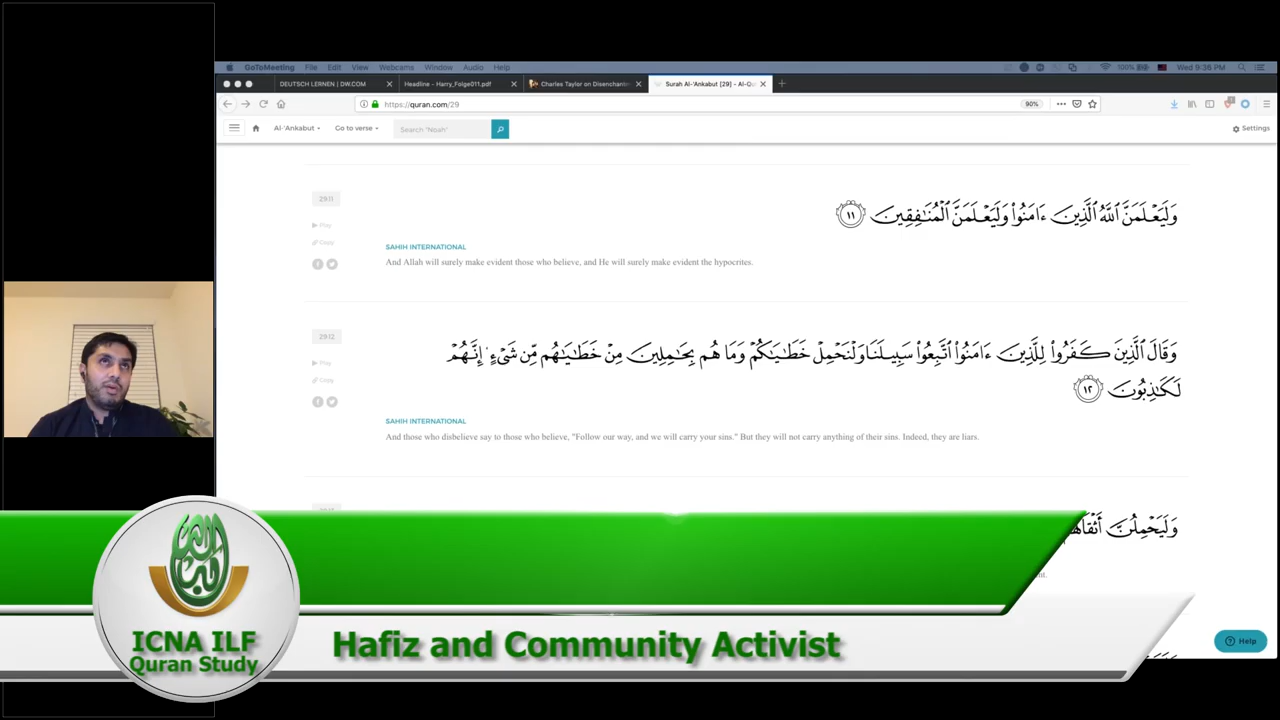 GoToMeeting File Edit View Webcams Window Audio Help 100% Wed 9:36 PM
DEUTSCH LERNEN | DW.COM Headline - Harry_Folge011.pdf Charles Taylor on Disenchantm Surah Al-'Ankabut [29] - Al-Qu
https://quran.com/29 90%
Al-'Ankabut Go to verse Search "Noah" Settings
29:11
وَلَيَعْلَمَنَّ ٱللَّهُ ٱلَّذِينَ ءَامَنُوا۟ وَلَيَعْلَمَنَّ ٱلْمُنَـٰفِقِينَ ١١
Play
Copy
SAHIH INTERNATIONAL
And Allah will surely make evident those who believe, and He will surely make evident the hypocrites.
29:12
وَقَالَ ٱلَّذِينَ كَفَرُوا۟ لِلَّذِينَ ءَامَنُوا۟ ٱتَّبِعُوا۟ سَبِيلَنَا وَلْنَحْمِلْ خَطَـٰيَـٰكُمْ وَمَا هُم بِحَـٰمِلِينَ مِنْ خَطَـٰيَـٰهُم مِّن شَىْءٍ ۖ إِنَّهُمْ
لَكَـٰذِبُونَ ١٢
Play
Copy
SAHIH INTERNATIONAL
And those who disbelieve say to those who believe, "Follow our way, and we will carry your sins." But they will not carry anything of their sins. Indeed, they are liars.
وَلَيَحْمِلُنَّ
ICNA ILF
Quran Study
Hafiz and Community Activist
Help